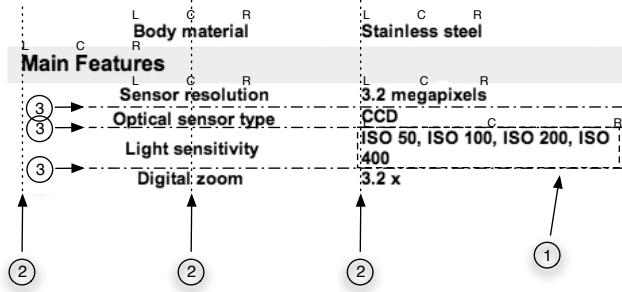 L C R L C R
Body material Stainless steel
L C R
Main Features
L C R L C R
Sensor resolution 3.2 megapixels
3
Optical sensor type CCD
3 C R
Light sensitivity ISO 50, ISO 100, ISO 200, ISO
400
3
Digital zoom 3.2 x
1
2 2 2